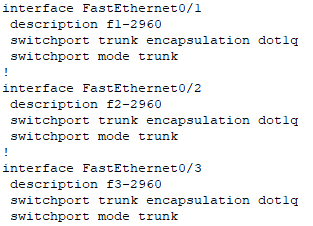 interface FastEthernet0/1
 description f1-2960
 switchport trunk encapsulation dot1q
 switchport mode trunk
!
interface FastEthernet0/2
 description f2-2960
 switchport trunk encapsulation dot1q
 switchport mode trunk
!
interface FastEthernet0/3
 description f3-2960
 switchport trunk encapsulation dot1q
 switchport mode trunk